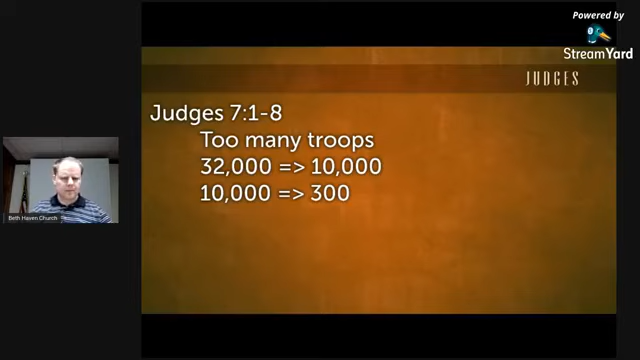 Powered by
StreamYard
JUDGES
Judges 7:1-8
Too many troops
32,000 => 10,000
10,000 => 300
Beth Haven Church